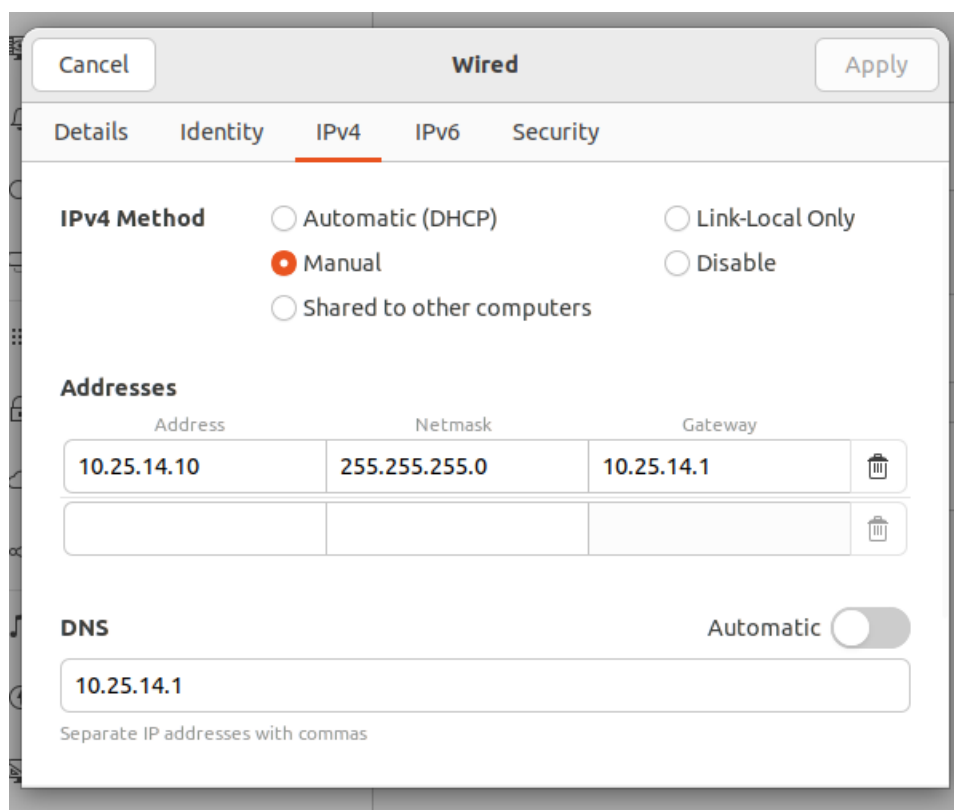 Cancel Wired Apply
Details Identity IPv4 IPv6 Security
IPv4 Method Automatic (DHCP) Link-Local Only
Manual Disable
Shared to other computers
Addresses
Address Netmask Gateway
10.25.14.10 255.255.255.0 10.25.14.1
DNS Automatic
10.25.14.1
Separate IP addresses with commas